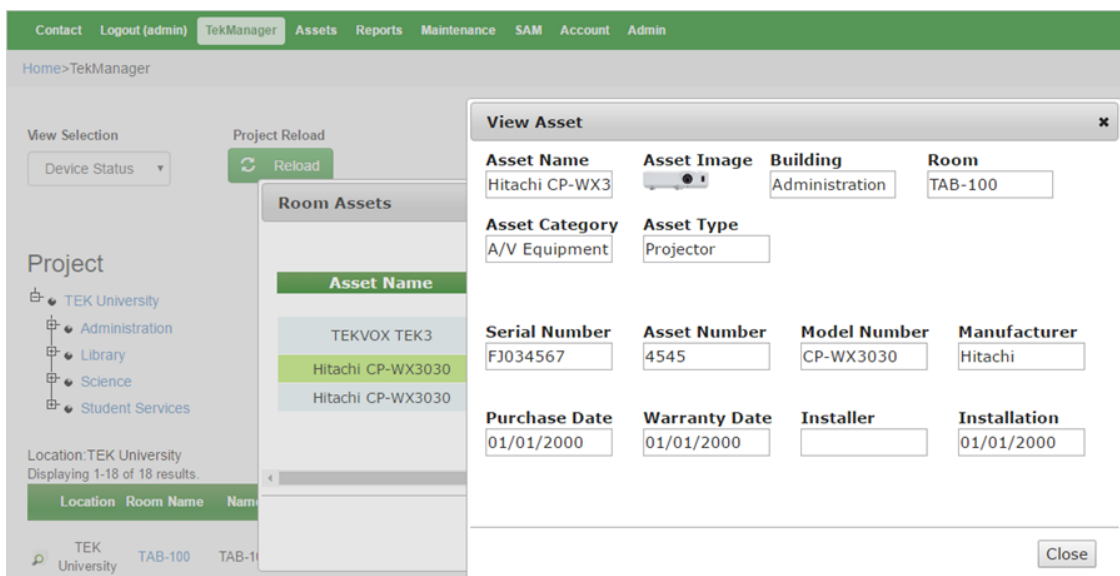 Contact Logout (admin) TekManager Assets Reports Maintenance SAM Account Admin
Home>TekManager
View Selection
Project Reload
Device Status
Reload
Project
TEK University
Administration
Library
Science
Student Services
Location:TEK University
Displaying 1-18 of 18 results.
Location Room Name
TEK University TAB-100
Room Assets
Asset Name
TEKVOX TEK3
Hitachi CP-WX3030
Hitachi CP-WX3030
View Asset
Asset Name Asset Image Building Room
Hitachi CP-WX3 Administration TAB-100
Asset Category Asset Type
A/V Equipment Projector
Serial Number Asset Number Model Number Manufacturer
FJ034567 4545 CP-WX3030 Hitachi
Purchase Date Warranty Date Installer Installation
01/01/2000 01/01/2000 01/01/2000
Close